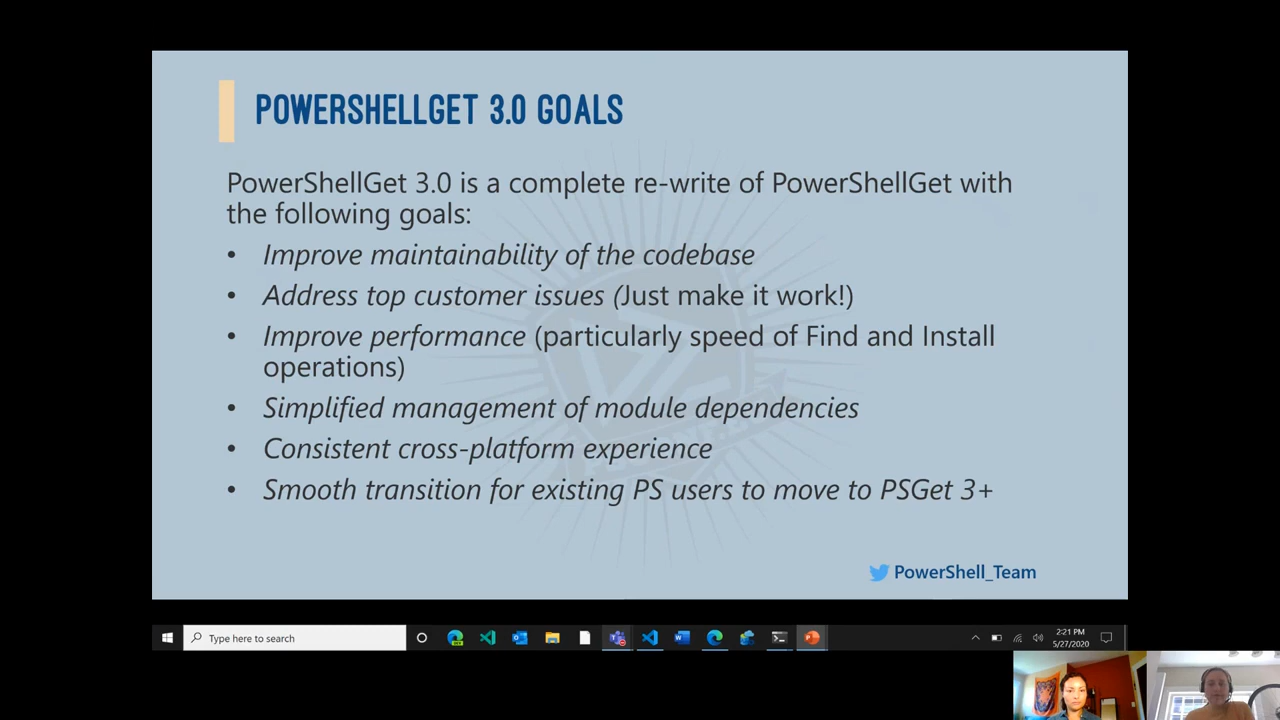 POWERSHELLGET 3.0 GOALS
PowerShellGet 3.0 is a complete re-write of PowerShellGet with
the following goals:
• Improve maintainability of the codebase
• Address top customer issues (Just make it work!)
• Improve performance (particularly speed of Find and Install
operations)
• Simplified management of module dependencies
• Consistent cross-platform experience
• Smooth transition for existing PS users to move to PSGet 3+
PowerShell_Team
Type here to search
2:21 PM
5/27/2020